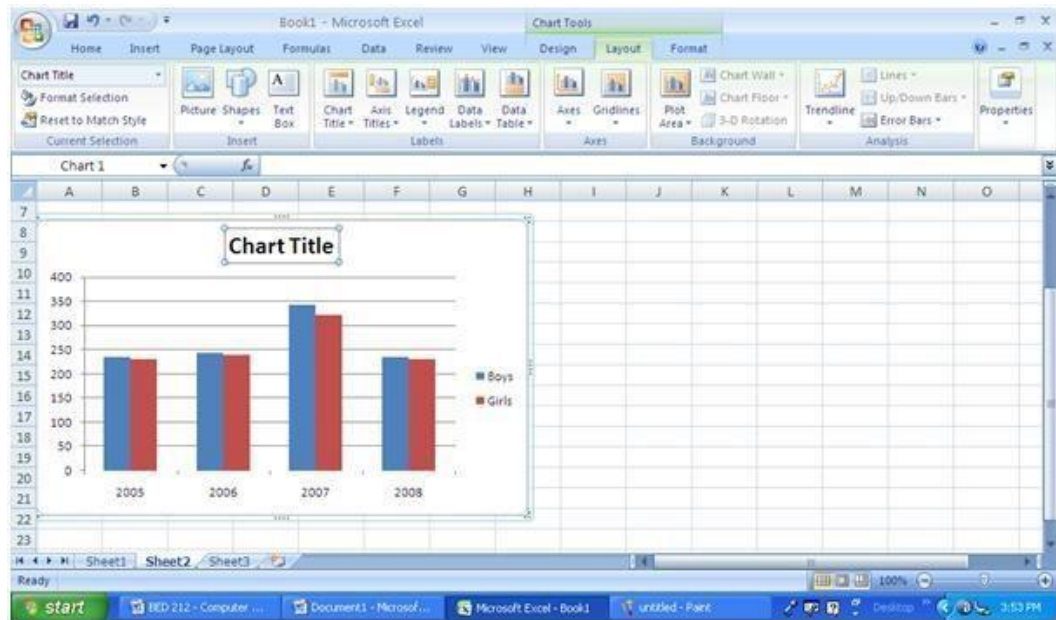 Book1 - Microsoft Excel
Chart Tools
Home Insert Page Layout Formulas Data Review View Design Layout Format
Chart Title
Format Selection
Reset to Match Style
Current Selection
Picture Shapes Text Box
Insert
Chart Title Axis Titles Legend Data Labels Data Table
Labels
Axes Gridlines
Axes
Plot Area
Chart Wall
Chart Floor
3-D Rotation
Background
Trendline
Lines
Up/Down Bars
Error Bars
Analysis
Properties
Chart 1
fx
A B C D E F G H I J K L M N O
7
8
9
10
11
12
13
14
15
16
17
18
19
20
21
22
23
Chart Title
400
350
300
250
200
150
100
50
0
2005 2006 2007 2008
Boys
Girls
Sheet1 Sheet2 Sheet3
Ready
100%
start
BED 212 - Computer ...
Document1 - Microsof...
Microsoft Excel - Book1
untitled - Paint
Desktop
3:53 PM